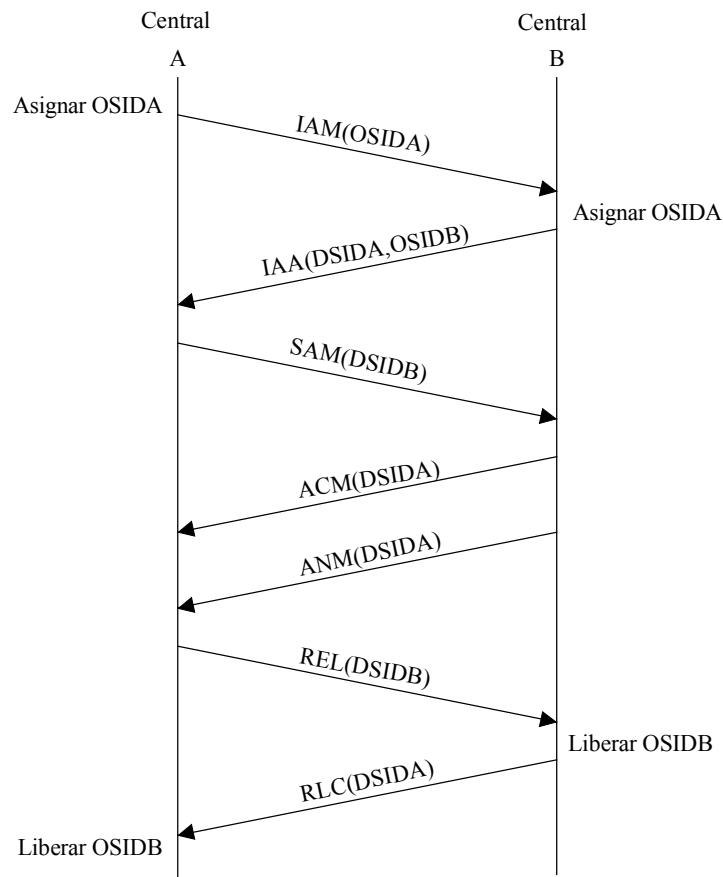 Central
A
Central
B
Asignar OSIDA
IAM(OSIDA)
Asignar OSIDA
IAA(DSIDA,OSIDB)
SAM(DSIDB)
ACM(DSIDA)
ANM(DSIDA)
REL(DSIDB)
Liberar OSIDB
RLC(DSIDA)
Liberar OSIDB